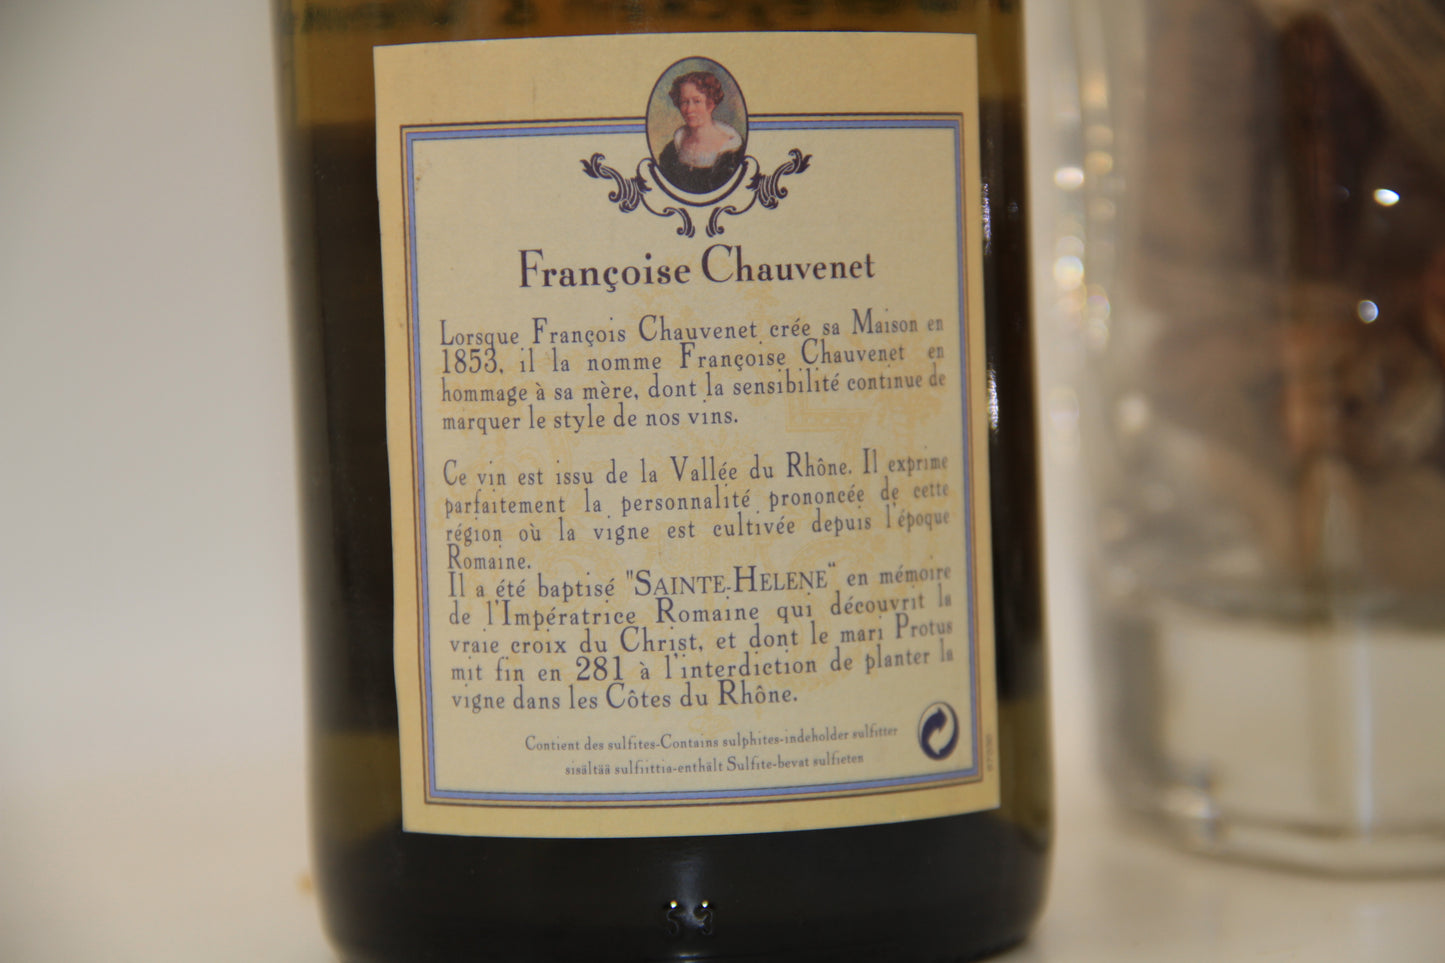 Françoise Chauvenet
Lorsque François Chauvenet crée sa Maison en
1853, il la nomme Françoise Chauvenet en
hommage à sa mère, dont la sensibilité continue de
marquer le style de nos vins.
Ce vin est issu de la Vallée du Rhône. Il exprime
parfaitement la personnalité prononcée de cette
région où la vigne est cultivée depuis l'époque
Romaine.
Il a été baptisé "SAINTE-HELENE" en mémoire
de l'Impératrice Romaine qui découvrit la
vraie croix du Christ, et dont le mari Protus
mit fin en 281 à l'interdiction de planter la
vigne dans les Côtes du Rhône.
Contient des sulfites-Contains sulphites-indeholder sulfitter
sisältää sulfiittia-enthält Sulfite-bevat sulfieten